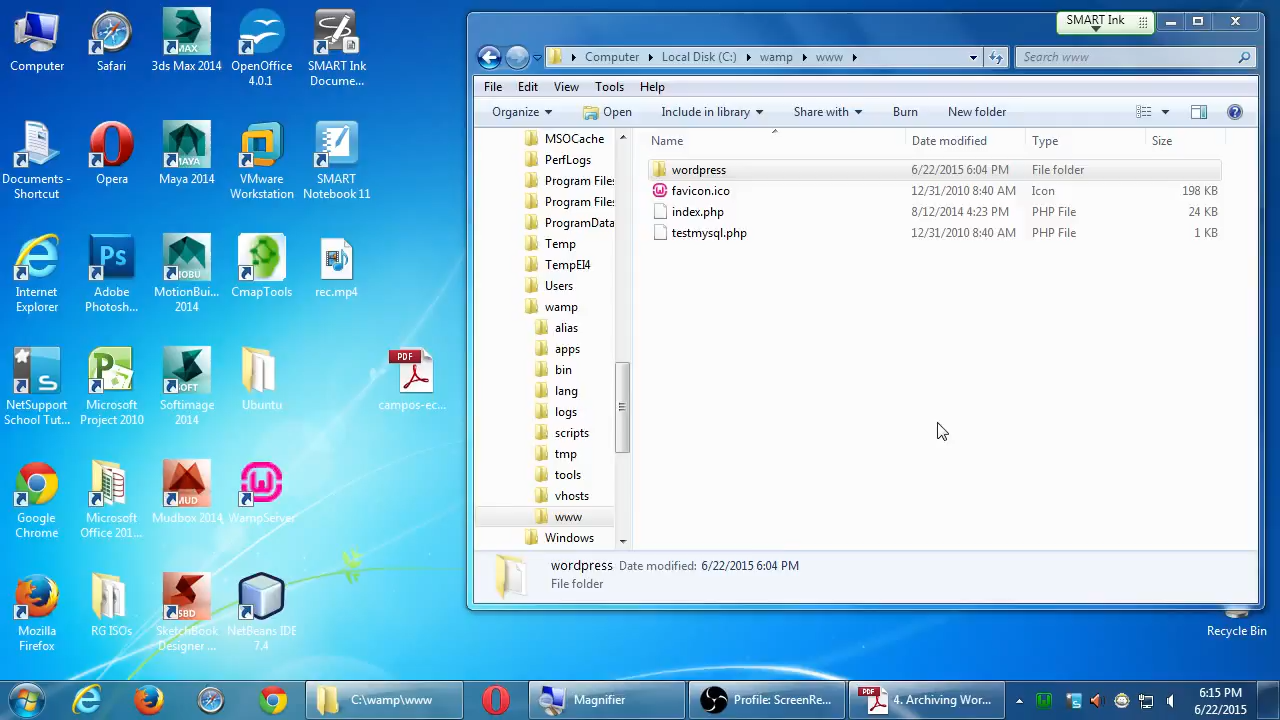 Computer
Safari
3ds Max 2014
OpenOffice
4.0.1
SMART Ink
Docume...
Documents -
Shortcut
Opera
Maya 2014
VMware
Workstation
SMART
Notebook 11
Internet
Explorer
Adobe
Photosh...
MotionBui...
2014
CmapTools
rec.mp4
NetSupport
School Tut...
Microsoft
Project 2010
Softimage
2014
Ubuntu
PDF
campos-ec...
Google
Chrome
Microsoft
Office 201...
Mudbox 2014
WampServer
Mozilla
Firefox
RG ISOs
SketchBook
Designer ...
NetBeans IDE
7.4
SMART Ink
Computer
Local Disk (C:)
wamp
www
Search www
File Edit View Tools Help
Organize Open Include in library Share with Burn New folder
MSOCache
PerfLogs
Program Files
Program Files
ProgramData
Temp
TempEI4
Users
wamp
alias
apps
bin
lang
logs
scripts
tmp
tools
vhosts
www
Windows
Name Date modified Type Size
wordpress 6/22/2015 6:04 PM File folder
favicon.ico 12/31/2010 8:40 AM Icon 198 KB
index.php 8/12/2014 4:23 PM PHP File 24 KB
testmysql.php 12/31/2010 8:40 AM PHP File 1 KB
wordpress Date modified: 6/22/2015 6:04 PM
File folder
Recycle Bin
C:\wamp\www
Magnifier
Profile: ScreenRe...
PDF
4. Archiving Wor...
6:15 PM
6/22/2015